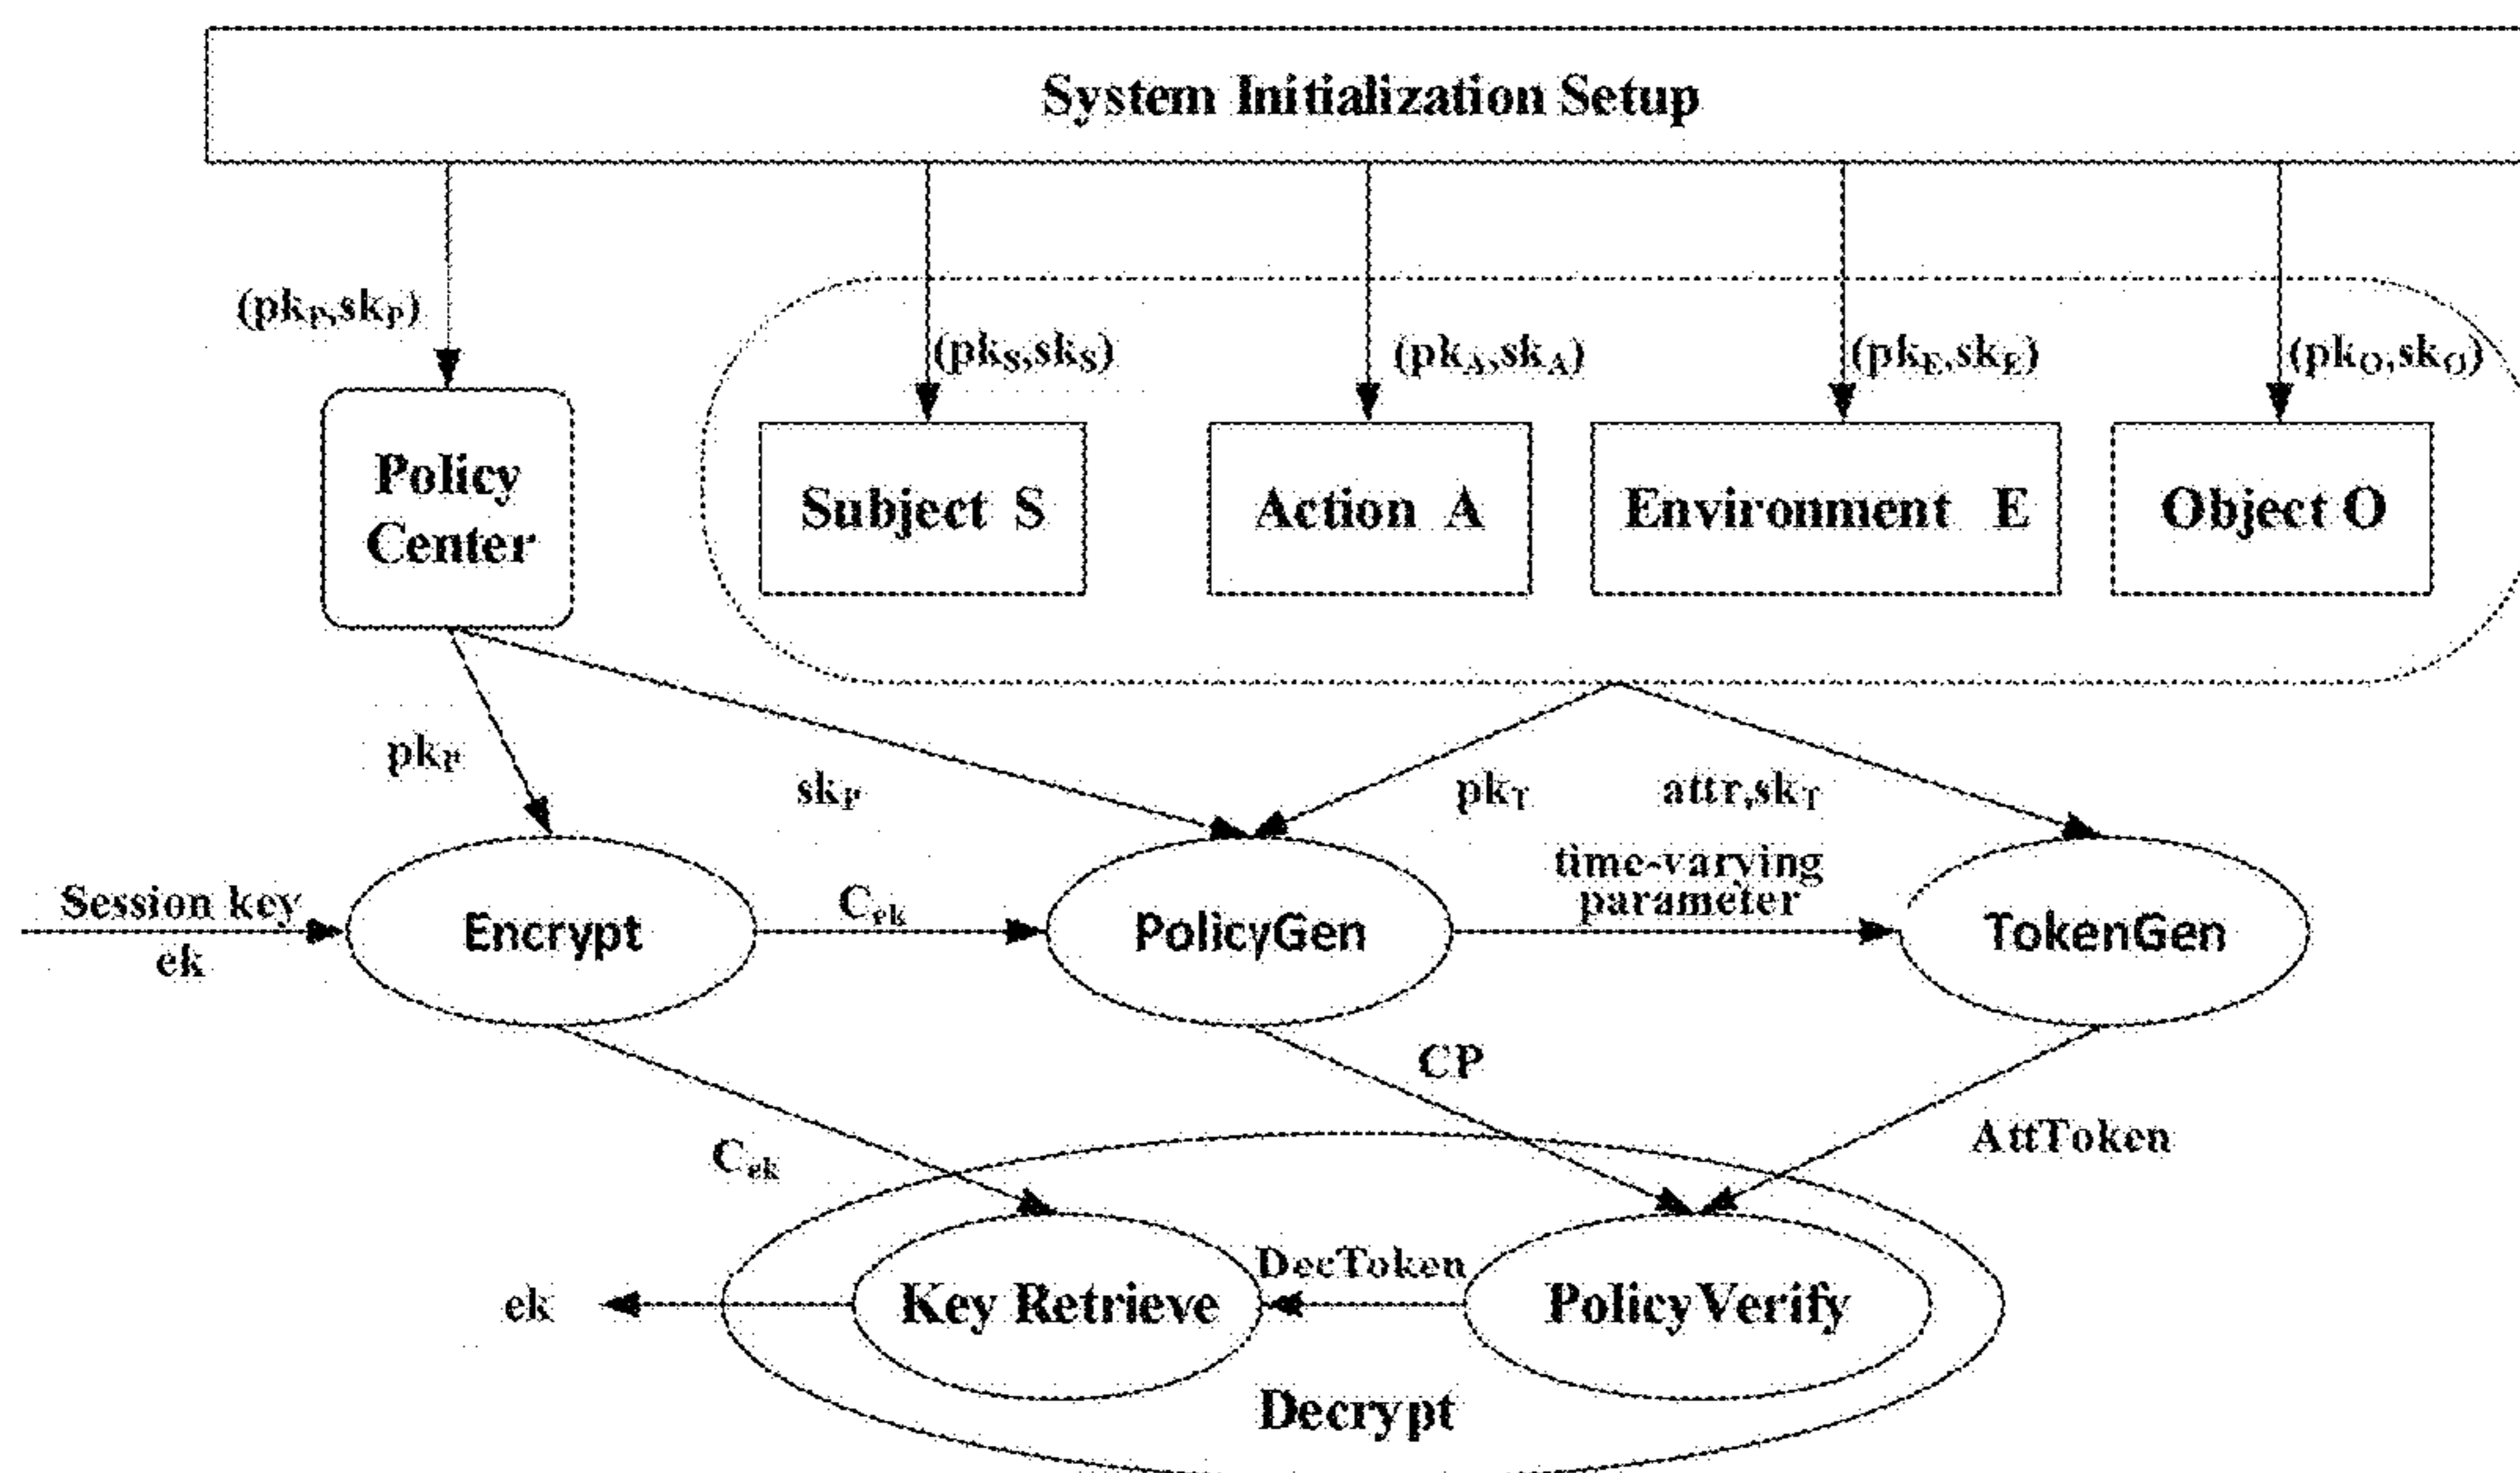 System Initialization Setup
(pkP,skP)
(pkS,skS)
(pkA,skA)
(pkE,skE)
(pkO,skO)
Policy
Center
Subject S
Action A
Environment E
Object O
pkP
skP
pkT
attr,skT
time-varying
parameter
Session key
ek
Encrypt
Cek
PolicyGen
TokenGen
CP
Cek
AttToken
DecToken
ek
Key Retrieve
PolicyVerify
Decrypt